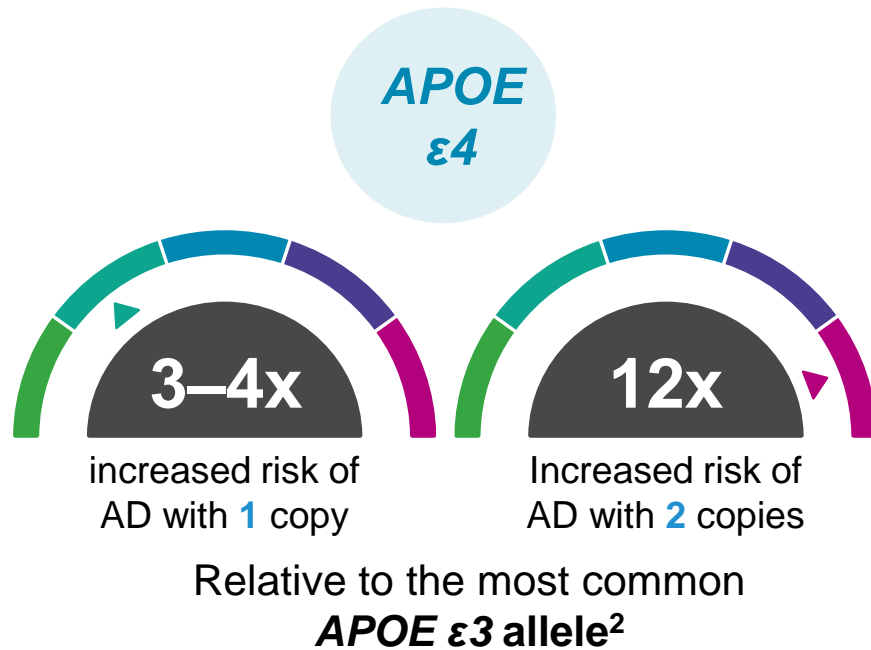 APOE
ε4
3–4x
increased risk of
AD with 1 copy
12x
Increased risk of
AD with 2 copies
Relative to the most common
APOE ε3 allele²